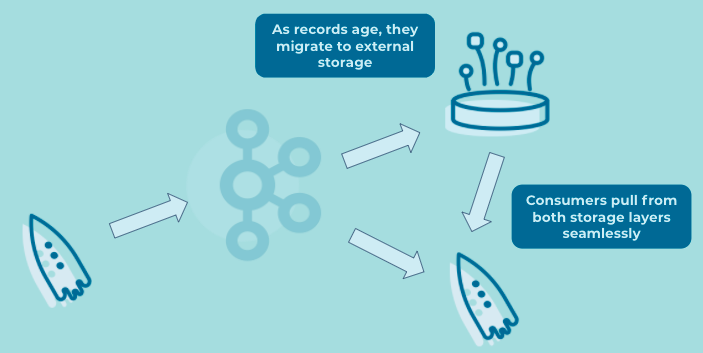 As records age, they
migrate to external
storage
Consumers pull from
both storage layers
seamlessly